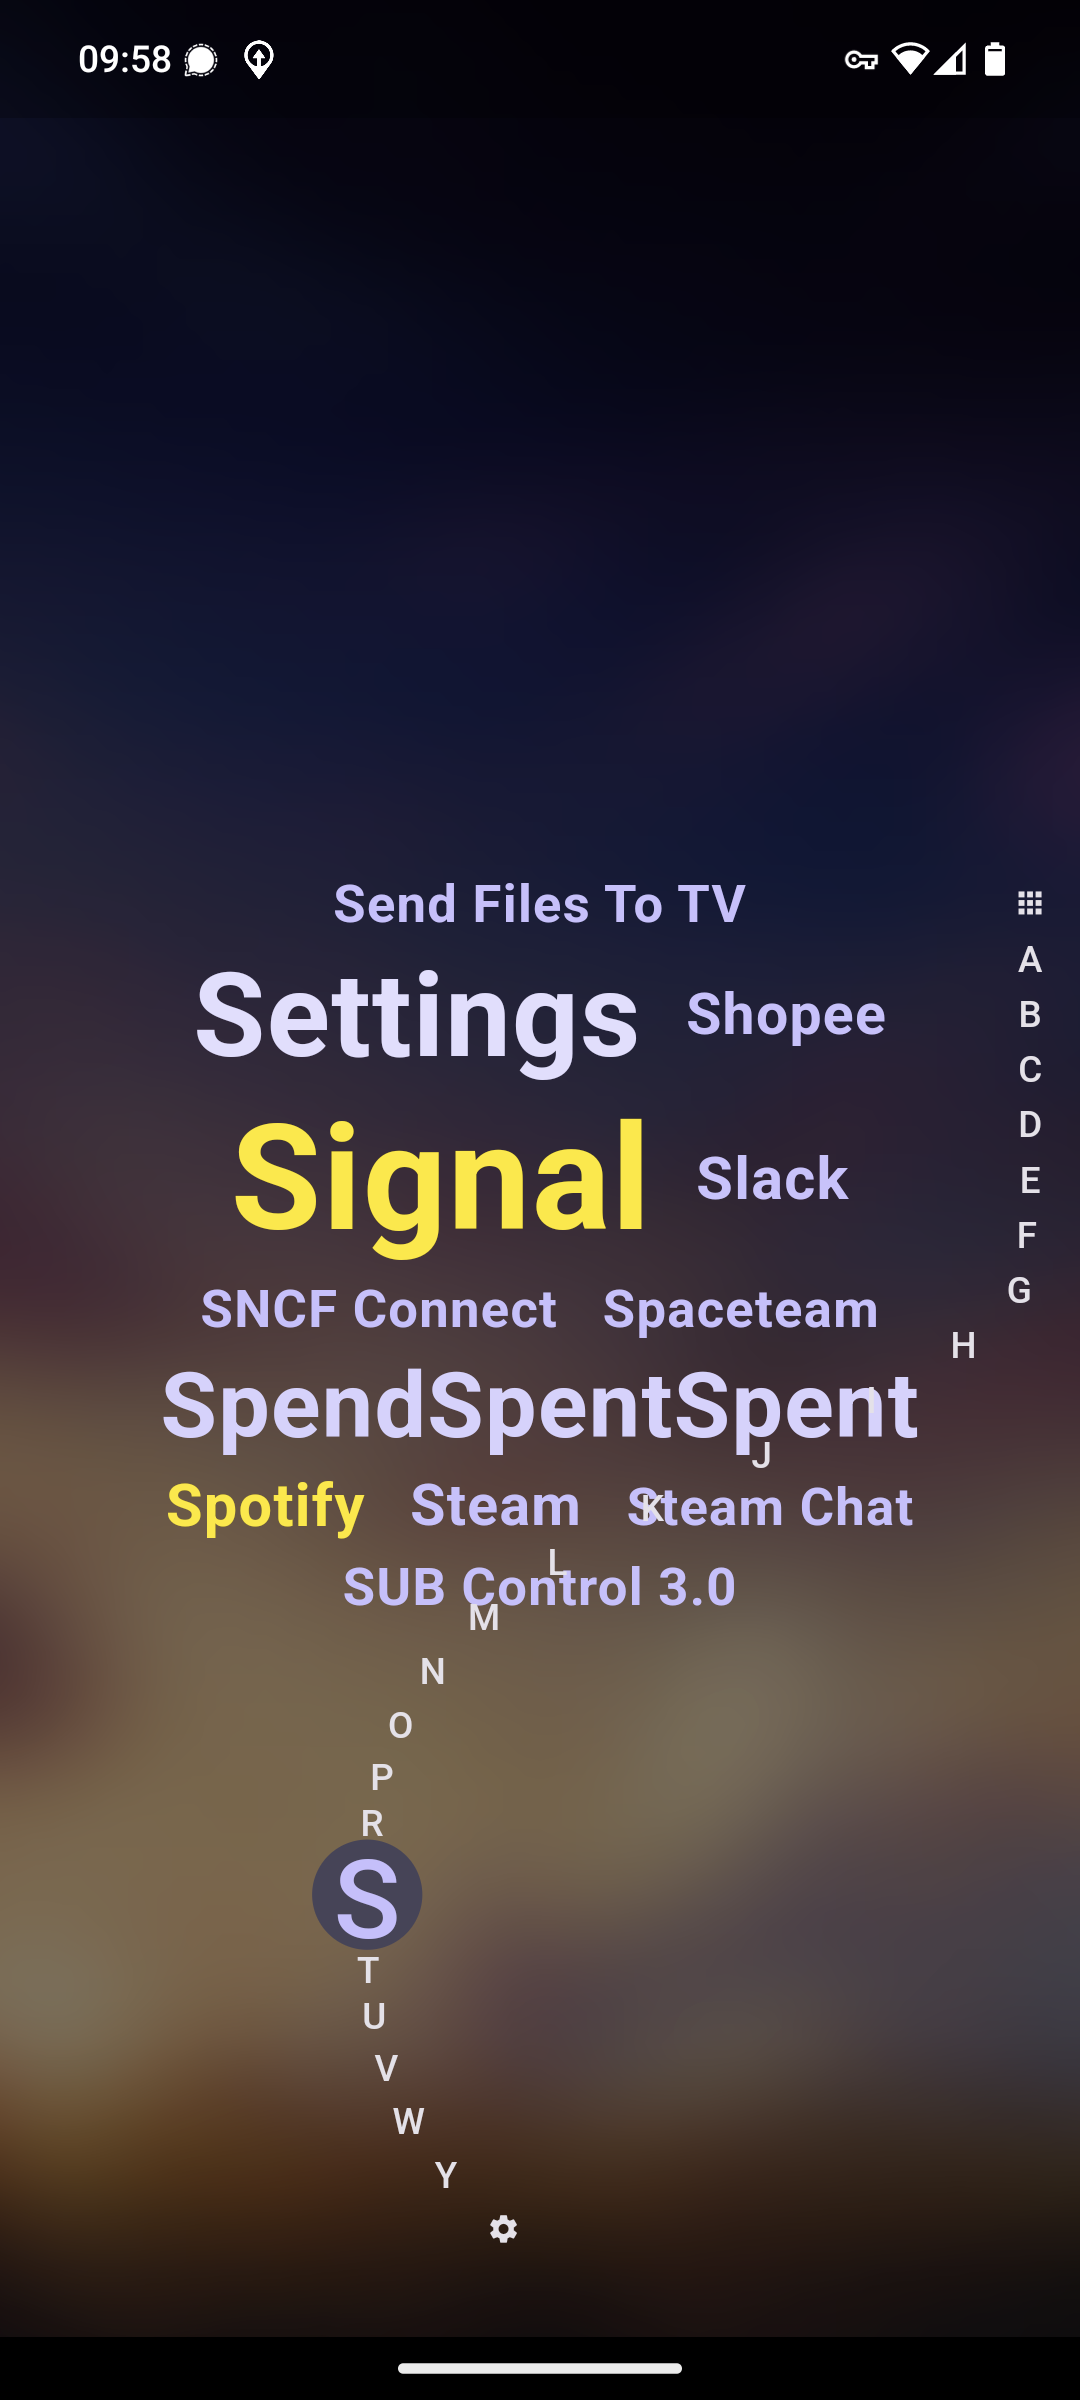 09:58
Send Files To TV
Settings Shopee
Signal Slack
SNCF Connect Spaceteam
SpendSpentSpent
Spotify Steam Steam Chat
SUB Control 3.0
A
B
C
D
E
F
G
H
I
J
K
L
M
N
O
P
R
S
T
U
V
W
Y